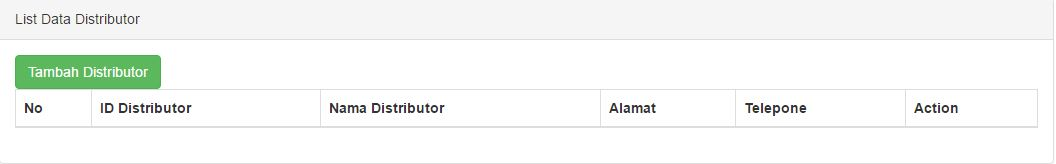 List Data Distributor
Tambah Distributor
No ID Distributor Nama Distributor Alamat Telepone Action